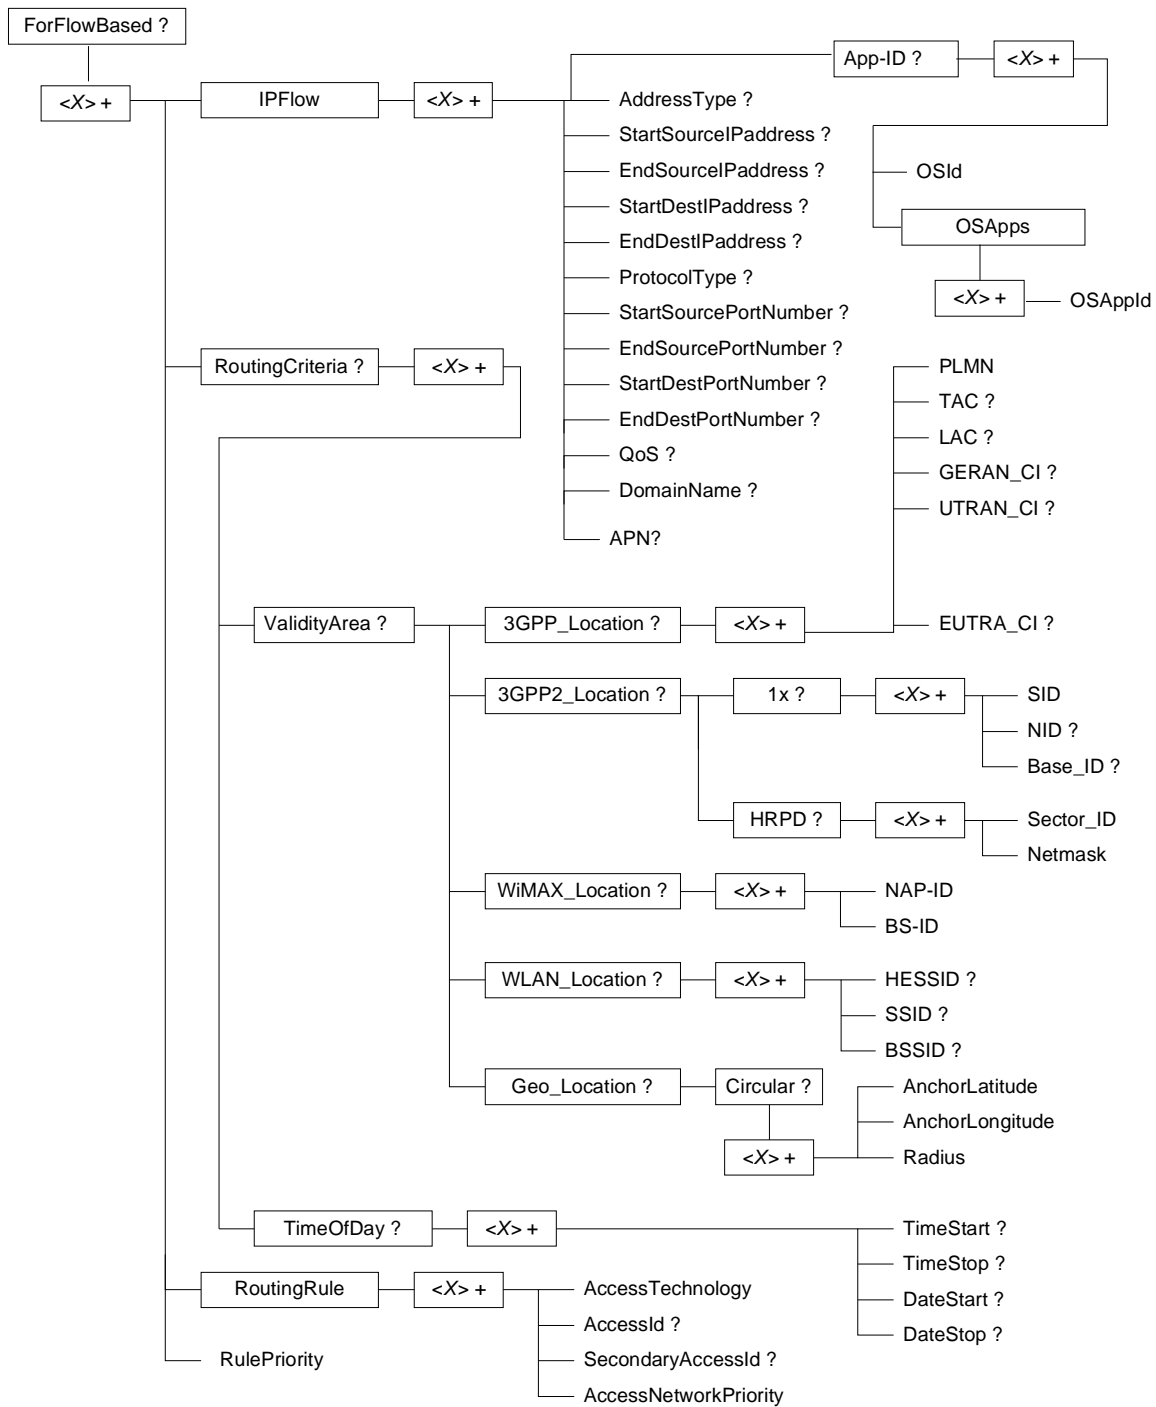 ForFlowBased ?
<X> +
IPFlow
<X> +
App-ID ?
<X> +
AddressType ?
StartSourceIPaddress ?
EndSourceIPaddress ?
StartDestIPaddress ?
EndDestIPaddress ?
ProtocolType ?
StartSourcePortNumber ?
EndSourcePortNumber ?
StartDestPortNumber ?
EndDestPortNumber ?
QoS ?
DomainName ?
APN?
OSId
OSApps
<X> +
OSAppId
RoutingCriteria ?
<X> +
ValidityArea ?
3GPP_Location ?
<X> +
PLMN
TAC ?
LAC ?
GERAN_CI ?
UTRAN_CI ?
EUTRA_CI ?
3GPP2_Location ?
1x ?
<X> +
SID
NID ?
Base_ID ?
HRPD ?
<X> +
Sector_ID
Netmask
WiMAX_Location ?
<X> +
NAP-ID
BS-ID
WLAN_Location ?
<X> +
HESSID ?
SSID ?
BSSID ?
Geo_Location ?
Circular ?
<X> +
AnchorLatitude
AnchorLongitude
Radius
TimeOfDay ?
<X> +
TimeStart ?
TimeStop ?
DateStart ?
DateStop ?
RoutingRule
<X> +
AccessTechnology
AccessId ?
SecondaryAccessId ?
AccessNetworkPriority
RulePriority